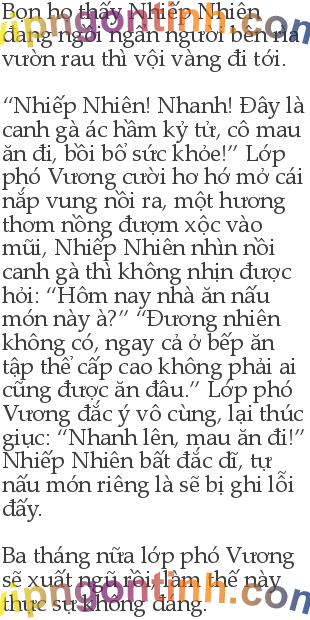 Bọn họ thấy Nhiếp Nhiên
đang ngồi ngẩn người bên rìa
vườn rau thì vội vàng đi tới.
“Nhiếp Nhiên! Nhanh! Đây là
canh gà ác hầm kỷ tử, cô mau
ăn đi, bồi bổ sức khỏe!” Lớp
phó Vương cười hơ hớ mở cái
nắp vung nồi ra, một hương
thơm nồng đượm xộc vào
mũi, Nhiếp Nhiên nhìn nồi
canh gà thì không nhịn được
hỏi: “Hôm nay nhà ăn nấu
món này à?” “Đương nhiên
không có, ngay cả ở bếp ăn
tập thể cấp cao không phải ai
cũng được ăn đâu.” Lớp phó
Vương đắc ý vô cùng, lại thúc
giục: “Nhanh lên, mau ăn đi!”
Nhiếp Nhiên bất đắc dĩ, tự
nấu món riêng là sẽ bị ghi lỗi
đấy.
Ba tháng nữa lớp phó Vương
sẽ xuất ngũ rồi, làm thế này
thực sự không đáng.
vipngontinh.com
vipngontinh.com